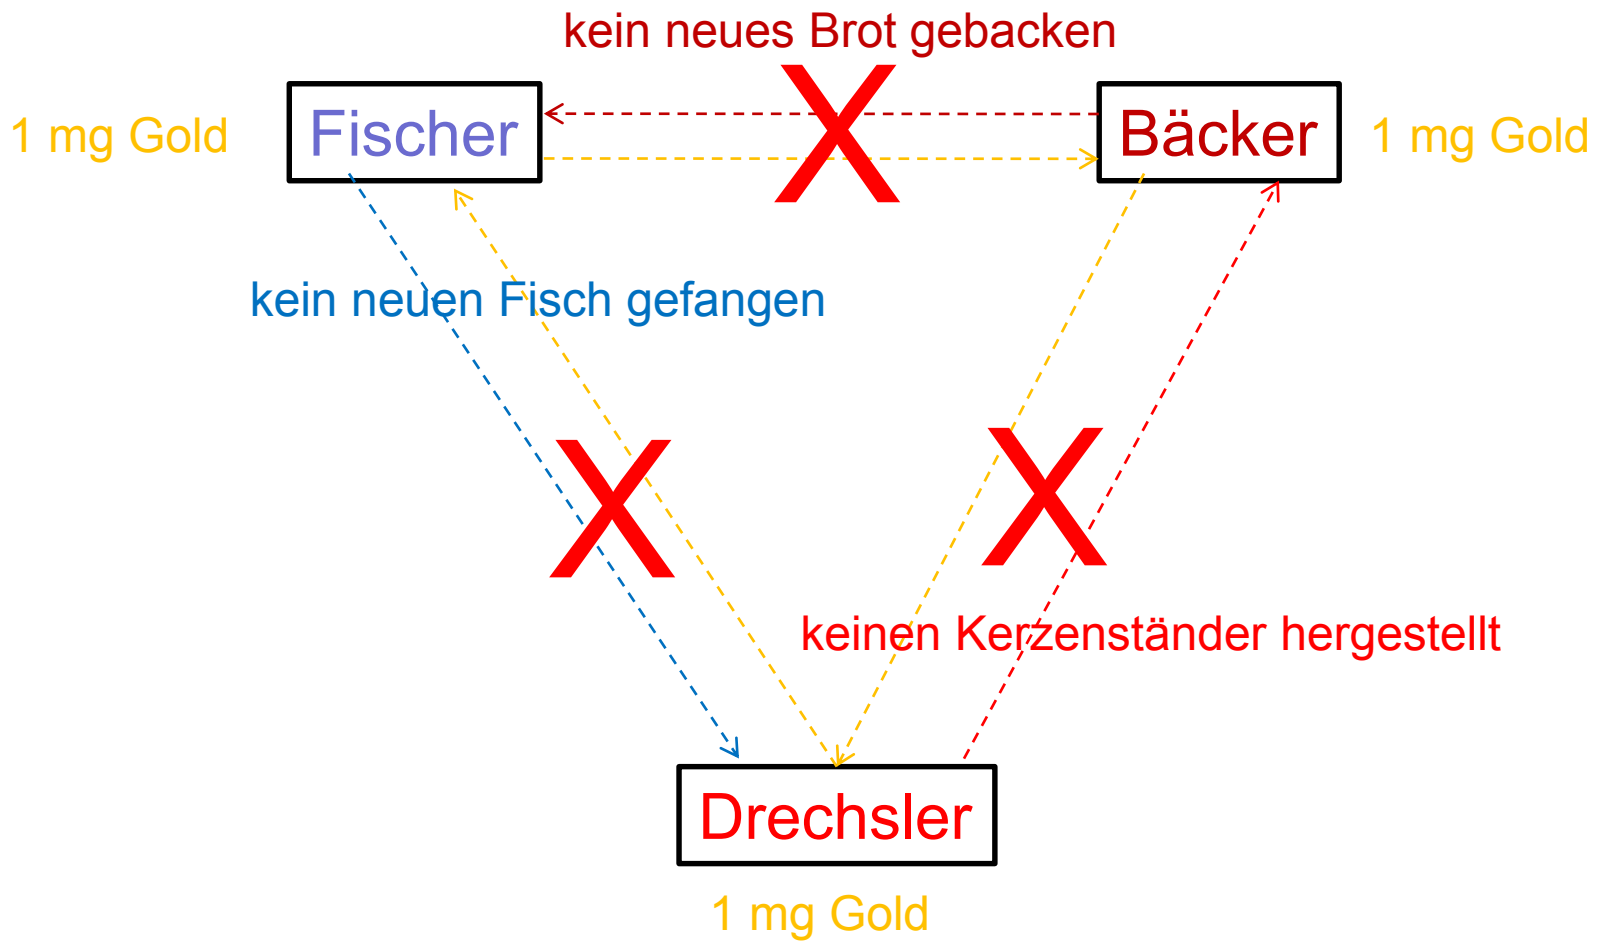 kein neues Brot gebacken
1 mg Gold
Fischer
Bäcker
1 mg Gold
X
kein neuen Fisch gefangen
X
X
keinen Kerzenständer hergestellt
Drechsler
1 mg Gold